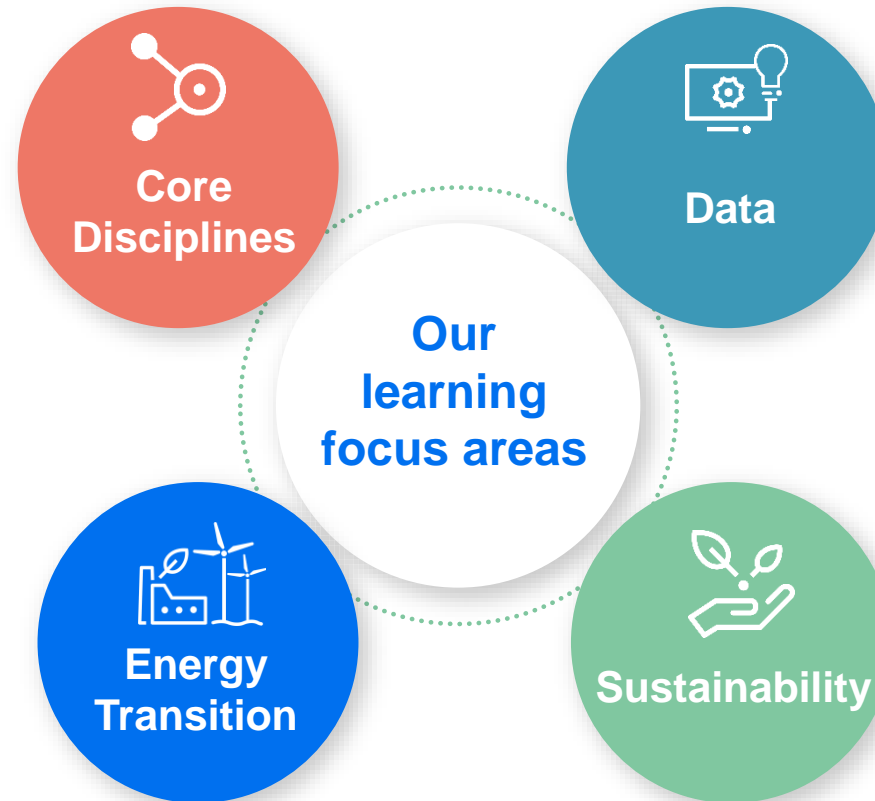 Core
Disciplines
Data
Our
learning
focus areas
Energy
Transition
Sustainability